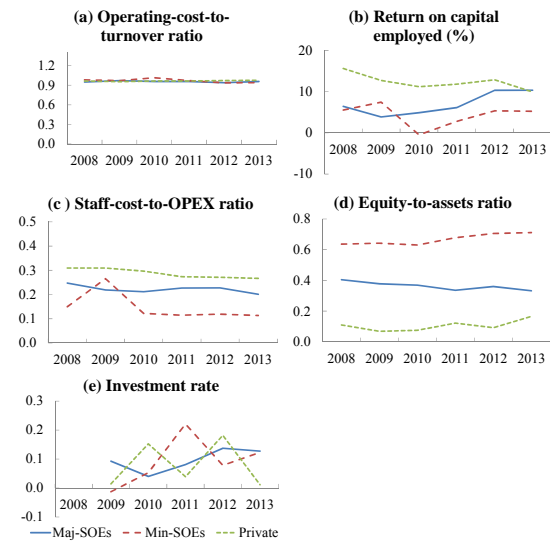 (a) Operating-cost-to-
turnover ratio
1.2
0.9
0.6
0.3
0.0
2008 2009 2010 2011 2012 2013
(b) Return on capital
employed (%)
20
10
0
-10
2008 2009 2010 2011 2012 2013
(c ) Staff-cost-to-OPEX ratio
0.5
0.4
0.3
0.2
0.1
0.0
2008 2009 2010 2011 2012 2013
(d) Equity-to-assets ratio
0.8
0.6
0.4
0.2
0.0
2008 2009 2010 2011 2012 2013
(e) Investment rate
0.3
0.2
0.1
0.0
-0.1
2008 2009 2010 2011 2012 2013
Maj-SOEs Min-SOEs Private